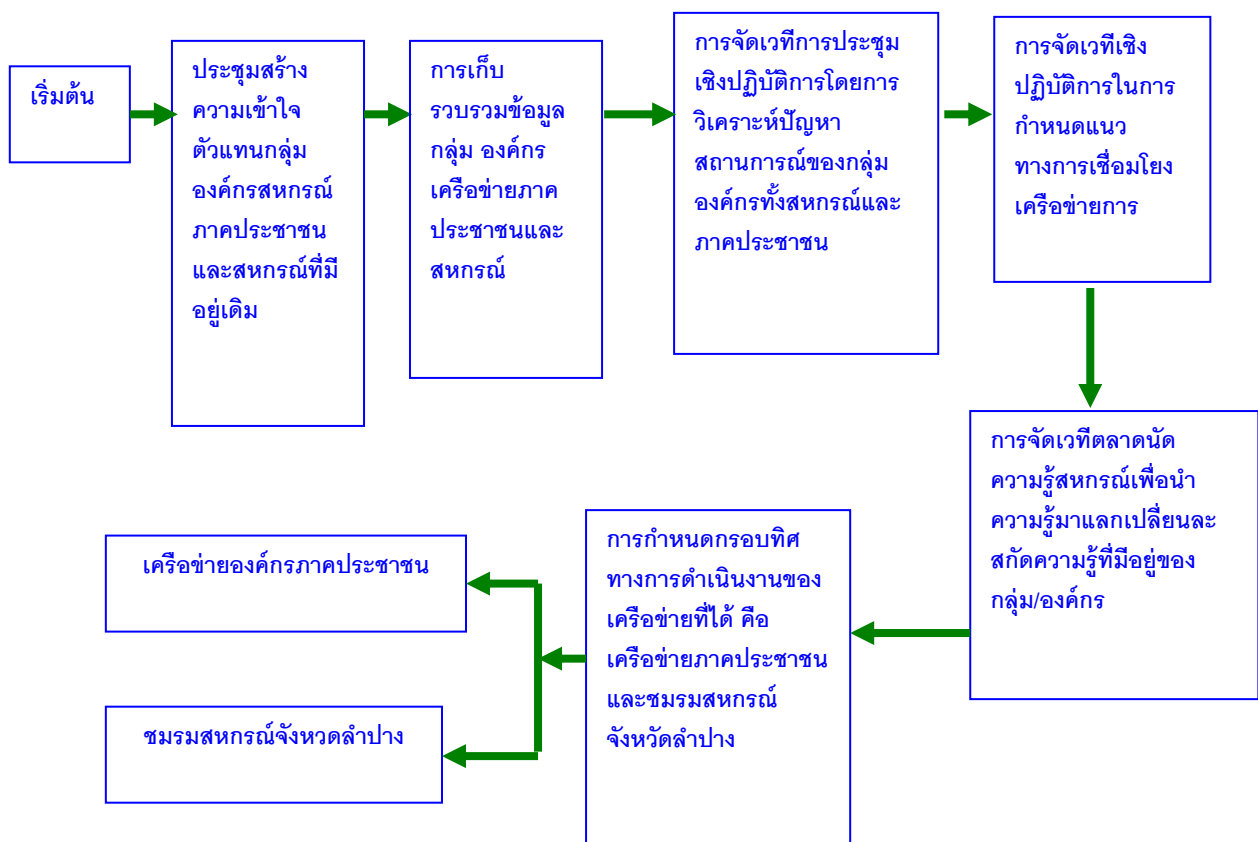 เริ่มต้น
ประชุมสร้าง
ความเข้าใจ
ตัวแทนกลุ่ม
องค์กรสหกรณ์
ภาคประชาชน
และสหกรณ์ที่มี
อยู่เดิม
การเก็บ
รวบรวมข้อมูล
กลุ่ม องค์กร
เครือข่ายภาค
ประชาชนและ
สหกรณ์
การจัดเวทีการประชุม
เชิงปฏิบัติการโดยการ
วิเคราะห์ปัญหา
สถานการณ์ของกลุ่ม
องค์กรทั้งสหกรณ์และ
ภาคประชาชน
การจัดเวทีเชิง
ปฏิบัติการในการ
กำหนดแนว
ทางการเชื่อมโยง
เครือข่ายการ
การจัดเวทีตลาดนัด
ความรู้สหกรณ์เพื่อนำ
ความรู้มาแลกเปลี่ยนละ
สกัดความรู้ที่มีอยู่ของ
กลุ่ม/องค์กร
การกำหนดกรอบทิศ
ทางการดำเนินงานของ
เครือข่ายที่ได้ คือ
เครือข่ายภาคประชาชน
และชมรมสหกรณ์
จังหวัดลำปาง
เครือข่ายองค์กรภาคประชาชน
ชมรมสหกรณ์จังหวดลำปาง